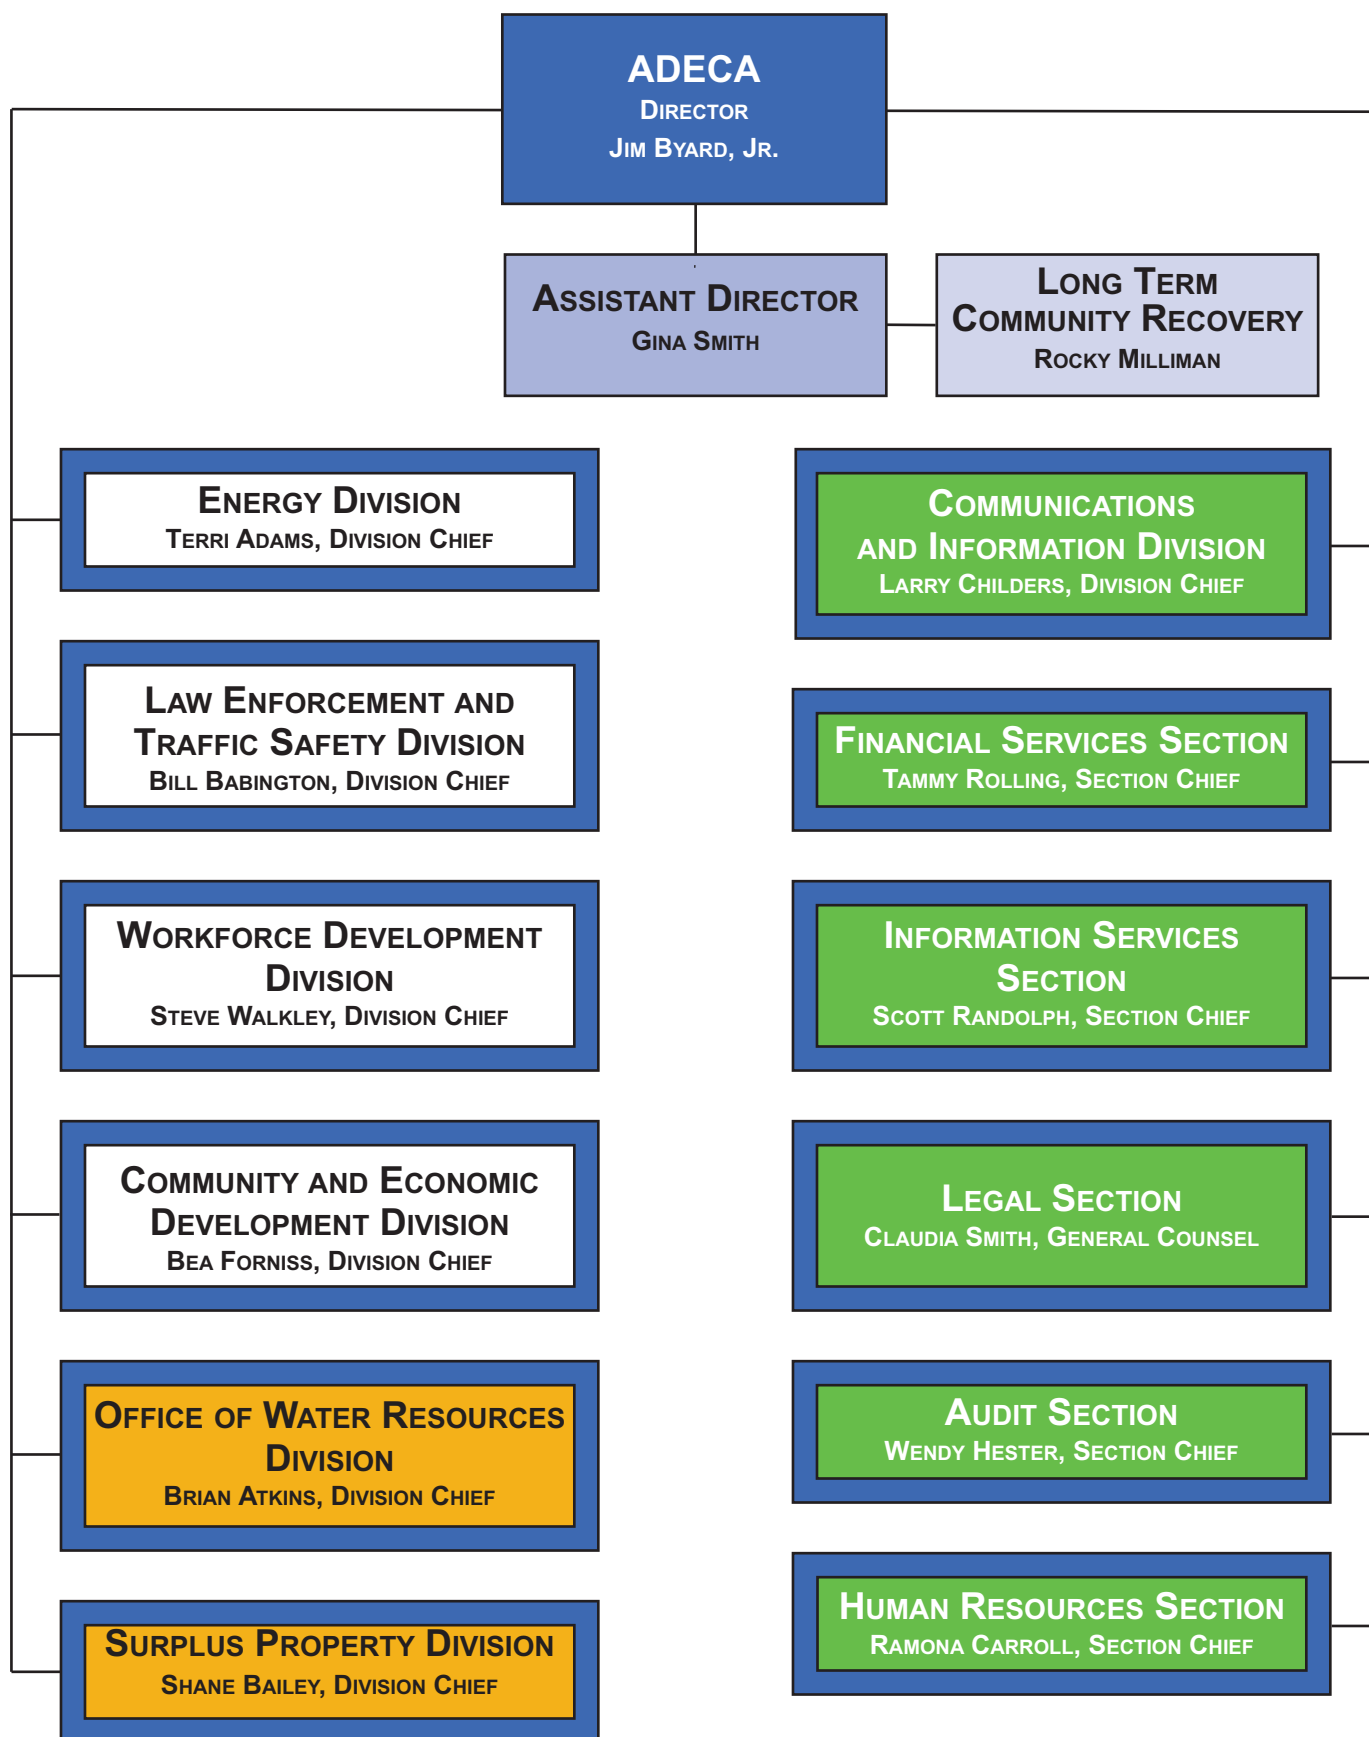 ADECA
Director
Jim Byard, Jr.
Assistant Director
Gina Smith
Long Term
Community Recovery
Rocky Milliman
Energy Division
Terri Adams, Division Chief
Law Enforcement and
Traffic Safety Division
Bill Babington, Division Chief
Workforce Development
Division
Steve Walkley, Division Chief
Community and Economic
Development Division
Bea Forniss, Division Chief
Office of Water Resources
Division
Brian Atkins, Division Chief
Surplus Property Division
Shane Bailey, Division Chief
Communications
and Information Division
Larry Childers, Division Chief
Financial Services Section
Tammy Rolling, Section Chief
Information Services
Section
Scott Randolph, Section Chief
Legal Section
Claudia Smith, General Counsel
Audit Section
Wendy Hester, Section Chief
Human Resources Section
Ramona Carroll, Section Chief